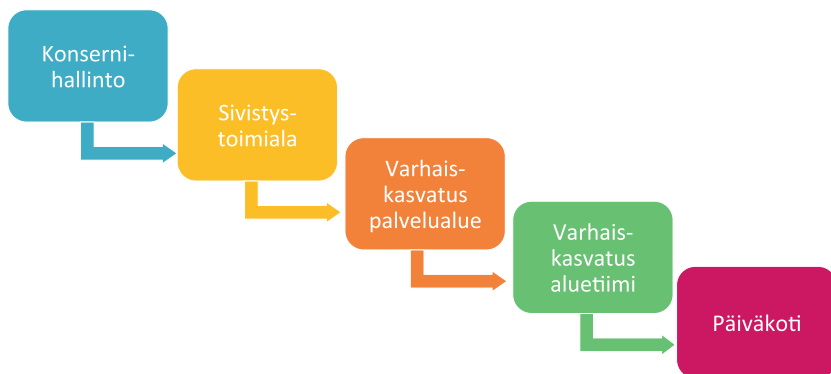 Konserni-
hallinto
Sivistys-
toimiala
Varhais-
kasvatus
palvelualue
Varhais-
kasvatus
aluetiimi
Päiväkoti